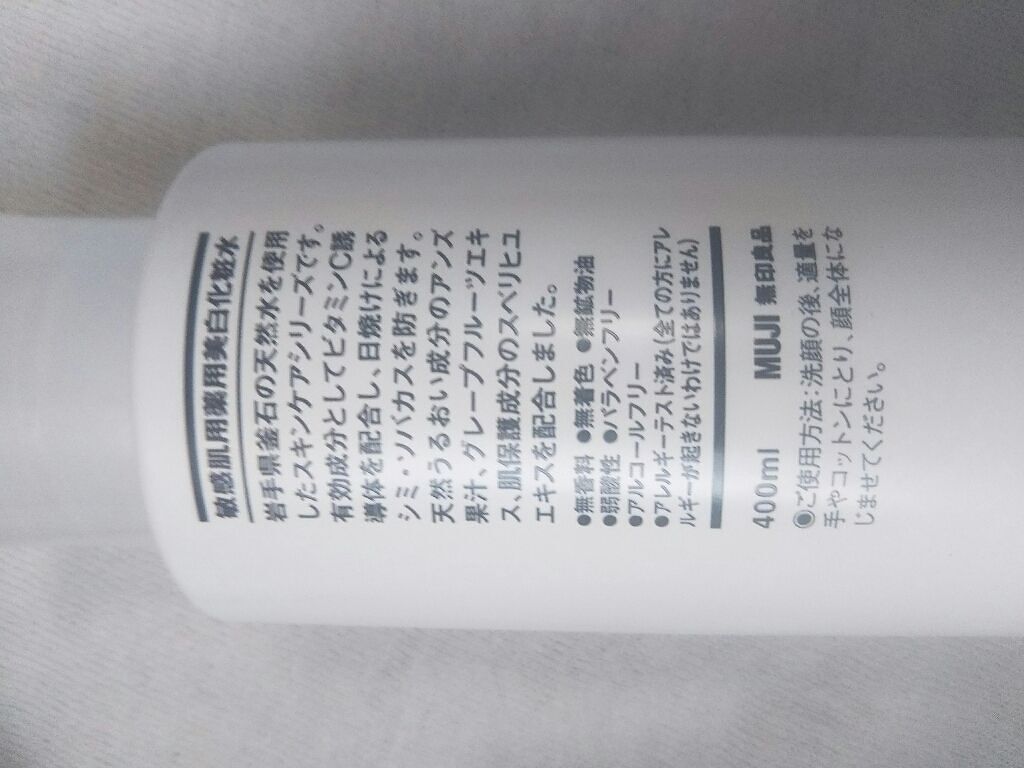 敏感肌用薬用美白化粧水
岩手県釜石の天然水を使用
したスキンケアシリーズです。
有効成分としてビタミンC誘
導体を配合し、日焼けによる
シミ・ソバカスを防ぎます。
天然うるおい成分のアンズ
果汁、グレープフルーツエキ
ス、肌保護成分のスベリヒユ
エキスを配合しました。
●無香料 ●無着色 ●無鉱物油
●弱酸性 ●パラベンフリー
●アルコールフリー
●アレルギーテスト済み(全ての方にアレ
ルギーが起きないわけではありません)
400ml MUJI 無印良品
◉ご使用方法:洗顔の後、適量を
手やコットンにとり、顔全体にな
じませてください。